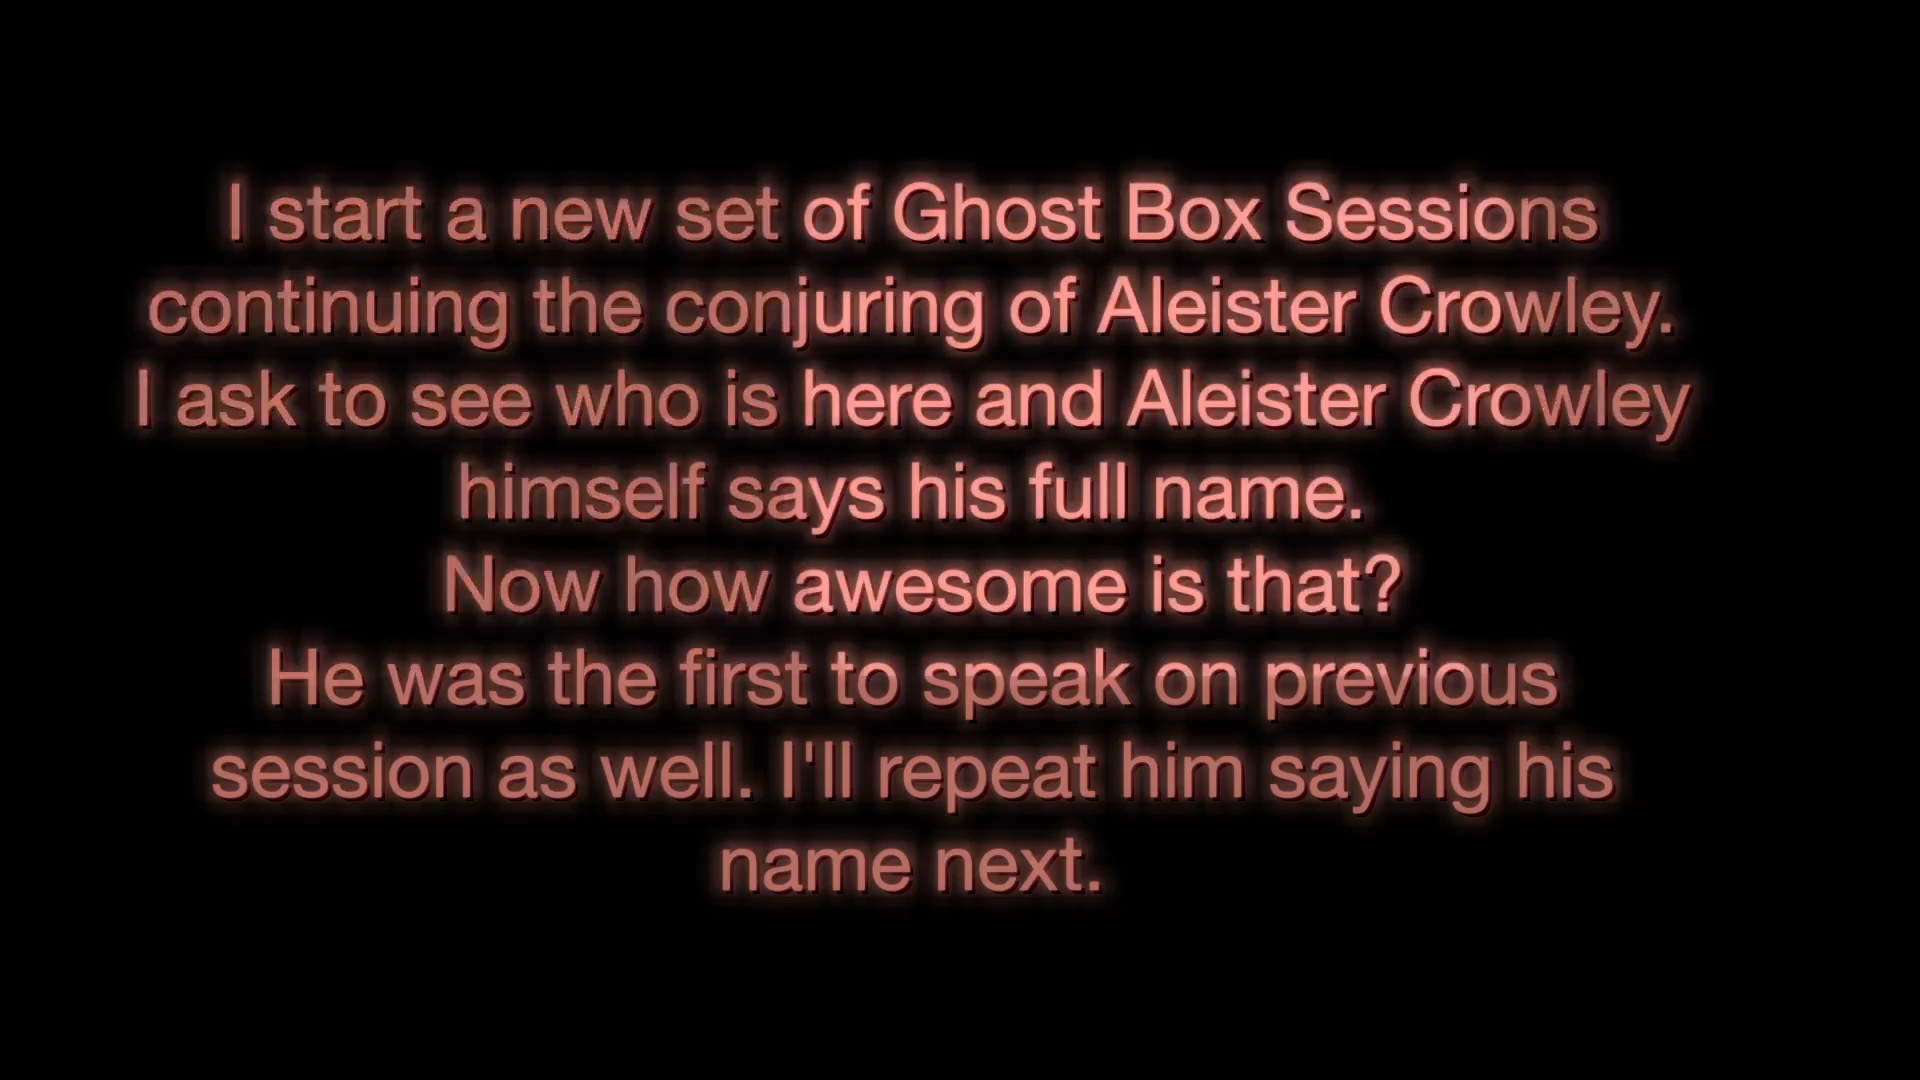 I start a new set of Ghost Box Sessions
continuing the conjuring of Aleister Crowley.
I ask to see who is here and Aleister Crowley
himself says his full name.
Now how awesome is that?
He was the first to speak on previous
session as well. I'll repeat him saying his
name next.